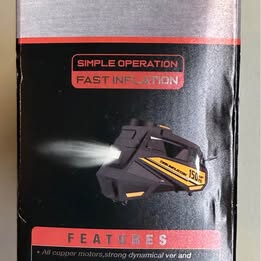 SIMPLE OPERATION
FAST INFLATION
150
FEATURES
• All copper motors,strong dynamical ver and